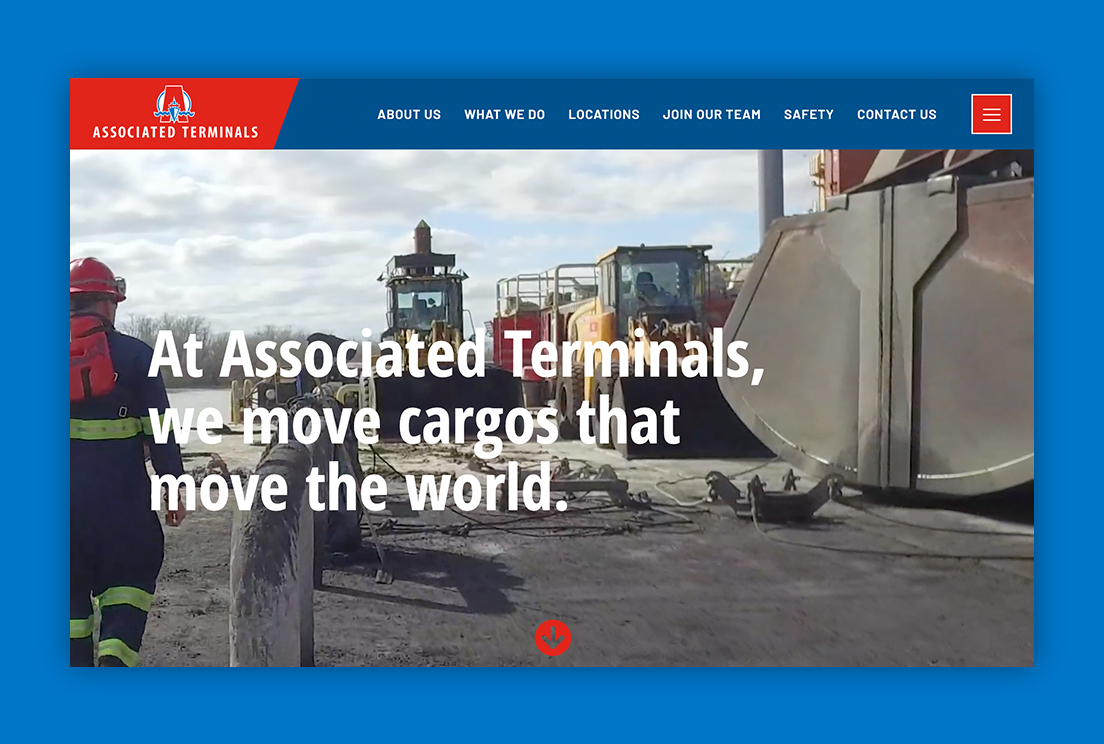 ASSOCIATED TERMINALS
ABOUT US WHAT WE DO LOCATIONS JOIN OUR TEAM SAFETY CONTACT US
At Associated Terminals,
we move cargos that
move the world.